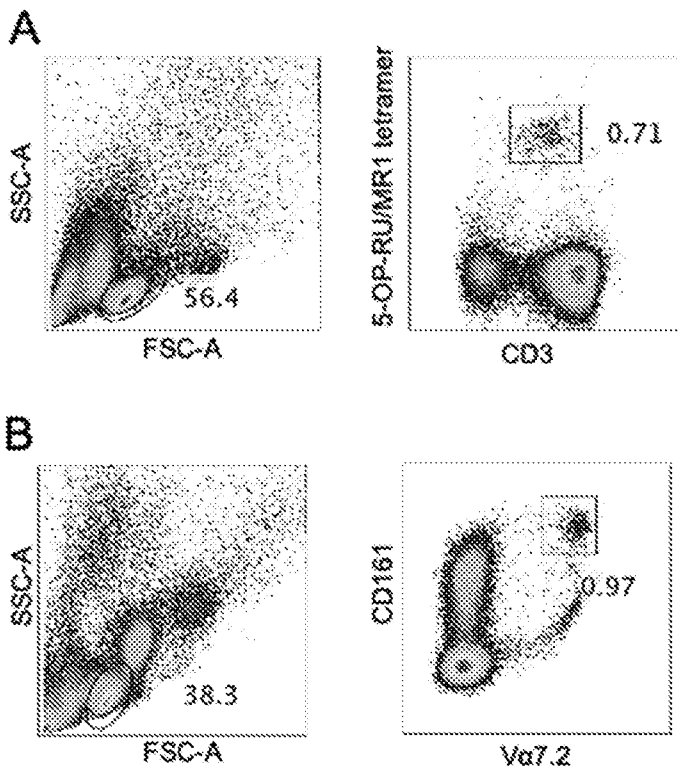 A
SSC-A
56.4
FSC-A
5-OP-RU/MR1 tetramer
0.71
CD3
B
SSC-A
38.3
FSC-A
CD161
0.97
Vα7.2